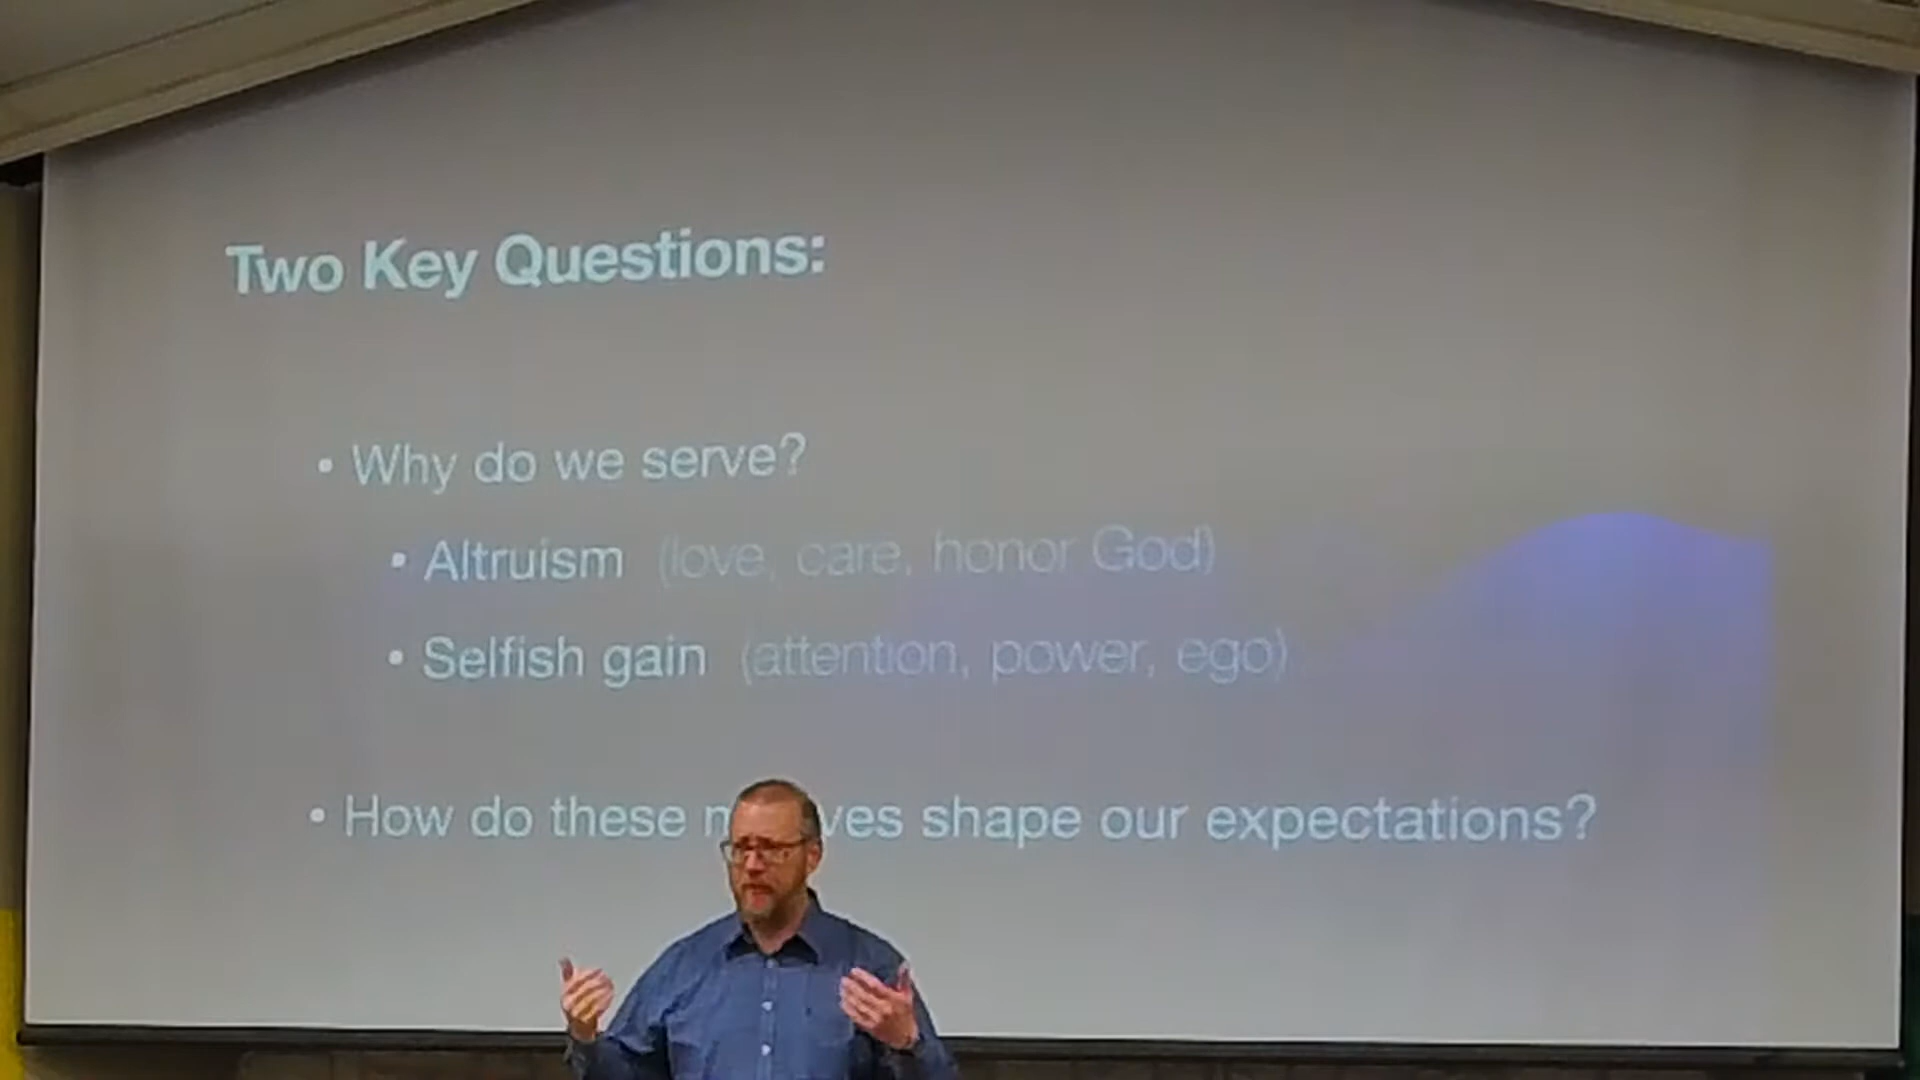 Two Key Questions:
• Why do we serve?
• Altruism (love, care, honor God)
• Selfish gain (attention, power, ego)
• How do these shape our expectations?